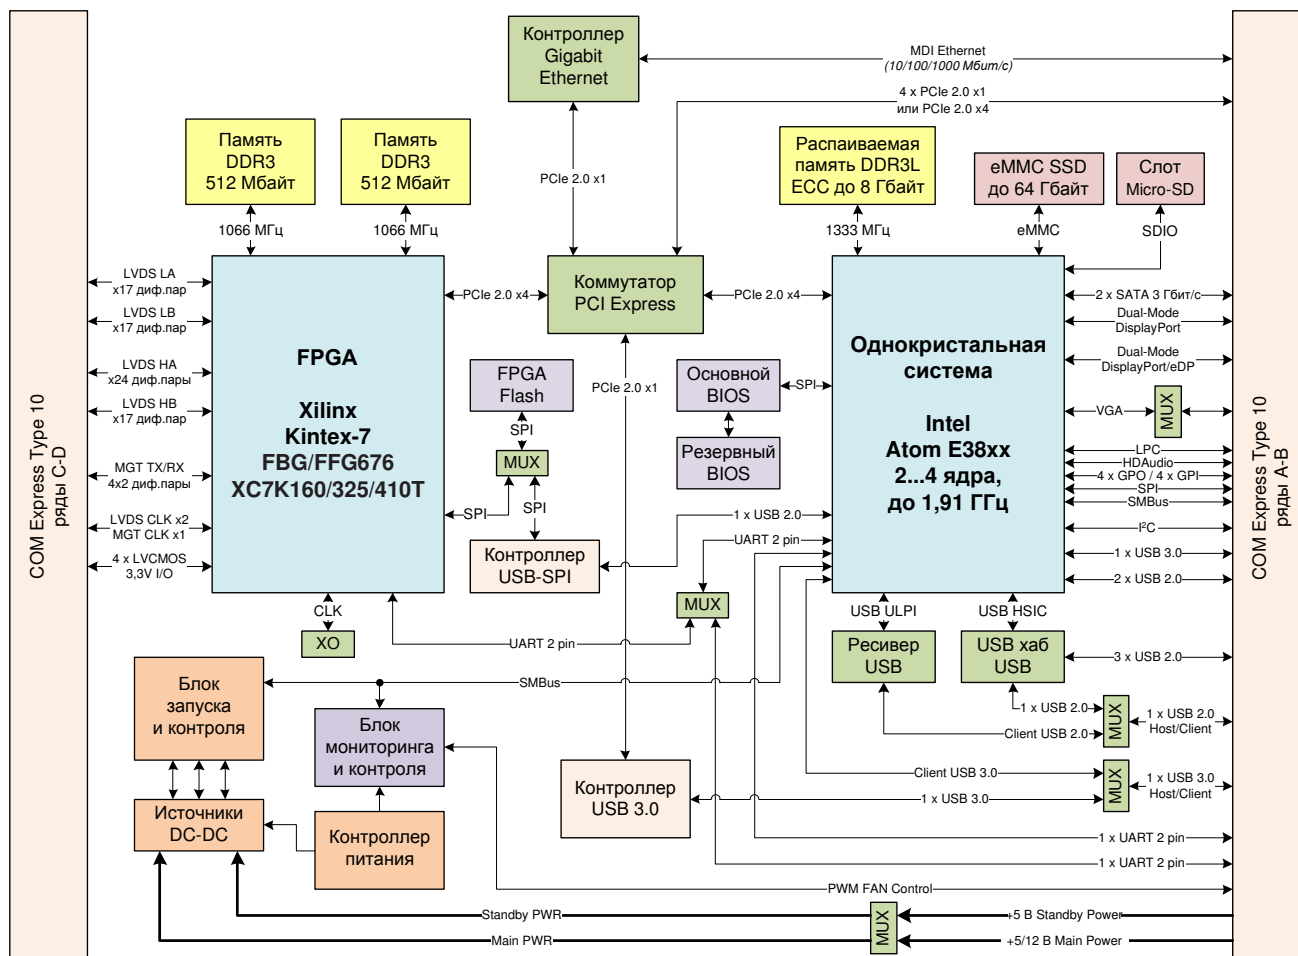 Контроллер
Gigabit
Ethernet
MDI Ethernet
(10/100/1000 Мбит/с)
4 x PCIe 2.0 x1
или PCIe 2.0 x4
Память
DDR3
512 Мбайт
Память
DDR3
512 Мбайт
PCIe 2.0 x1
Распаиваемая
память DDR3L
ECC до 8 Гбайт
eMMC SSD
до 64 Гбайт
Слот
Micro-SD
1066 МГц
1066 МГц
1333 МГц
eMMC
SDIO
COM Express Type 10
ряды C-D
LVDS LA
x17 диф.пар
LVDS LB
x17 диф.пар
LVDS HA
x24 диф.пары
LVDS HB
x17 диф.пар
MGT TX/RX
4x2 диф.пары
LVDS CLK x2
MGT CLK x1
4 x LVCMOS
3,3V I/O
FPGA
Xilinx
Kintex-7
FBG/FFG676
XC7K160/325/410T
PCIe 2.0 x4
Коммутатор
PCI Express
PCIe 2.0 x4
PCIe 2.0 x1
FPGA
Flash
SPI
MUX
SPI
SPI
Контроллер
USB-SPI
Основной
BIOS
SPI
Резервный
BIOS
1 x USB 2.0
UART 2 pin
MUX
UART 2 pin
CLK
XO
Однокристальная
система
Intel
Atom E38xx
2...4 ядра,
до 1,91 ГГц
2 x SATA 3 Гбит/с
Dual-Mode
DisplayPort
Dual-Mode
DisplayPort/eDP
VGA
MUX
LPC
HDAudio
4 x GPO / 4 x GPI
SPI
SMBus
I²C
1 x USB 3.0
2 x USB 2.0
COM Express Type 10
ряды A-B
USB ULPI
USB HSIC
Ресивер
USB
USB хаб
USB
3 x USB 2.0
1 x USB 2.0
Client USB 2.0
MUX
1 x USB 2.0
Host/Client
SMBus
Блок
запуска
и контроля
Блок
мониторинга
и контроля
Client USB 3.0
1 x USB 3.0
MUX
1 x USB 3.0
Host/Client
Контроллер
USB 3.0
Источники
DC-DC
Контроллер
питания
1 x UART 2 pin
1 x UART 2 pin
PWM FAN Control
Standby PWR
MUX
+5 В Standby Power
Main PWR
+5/12 В Main Power